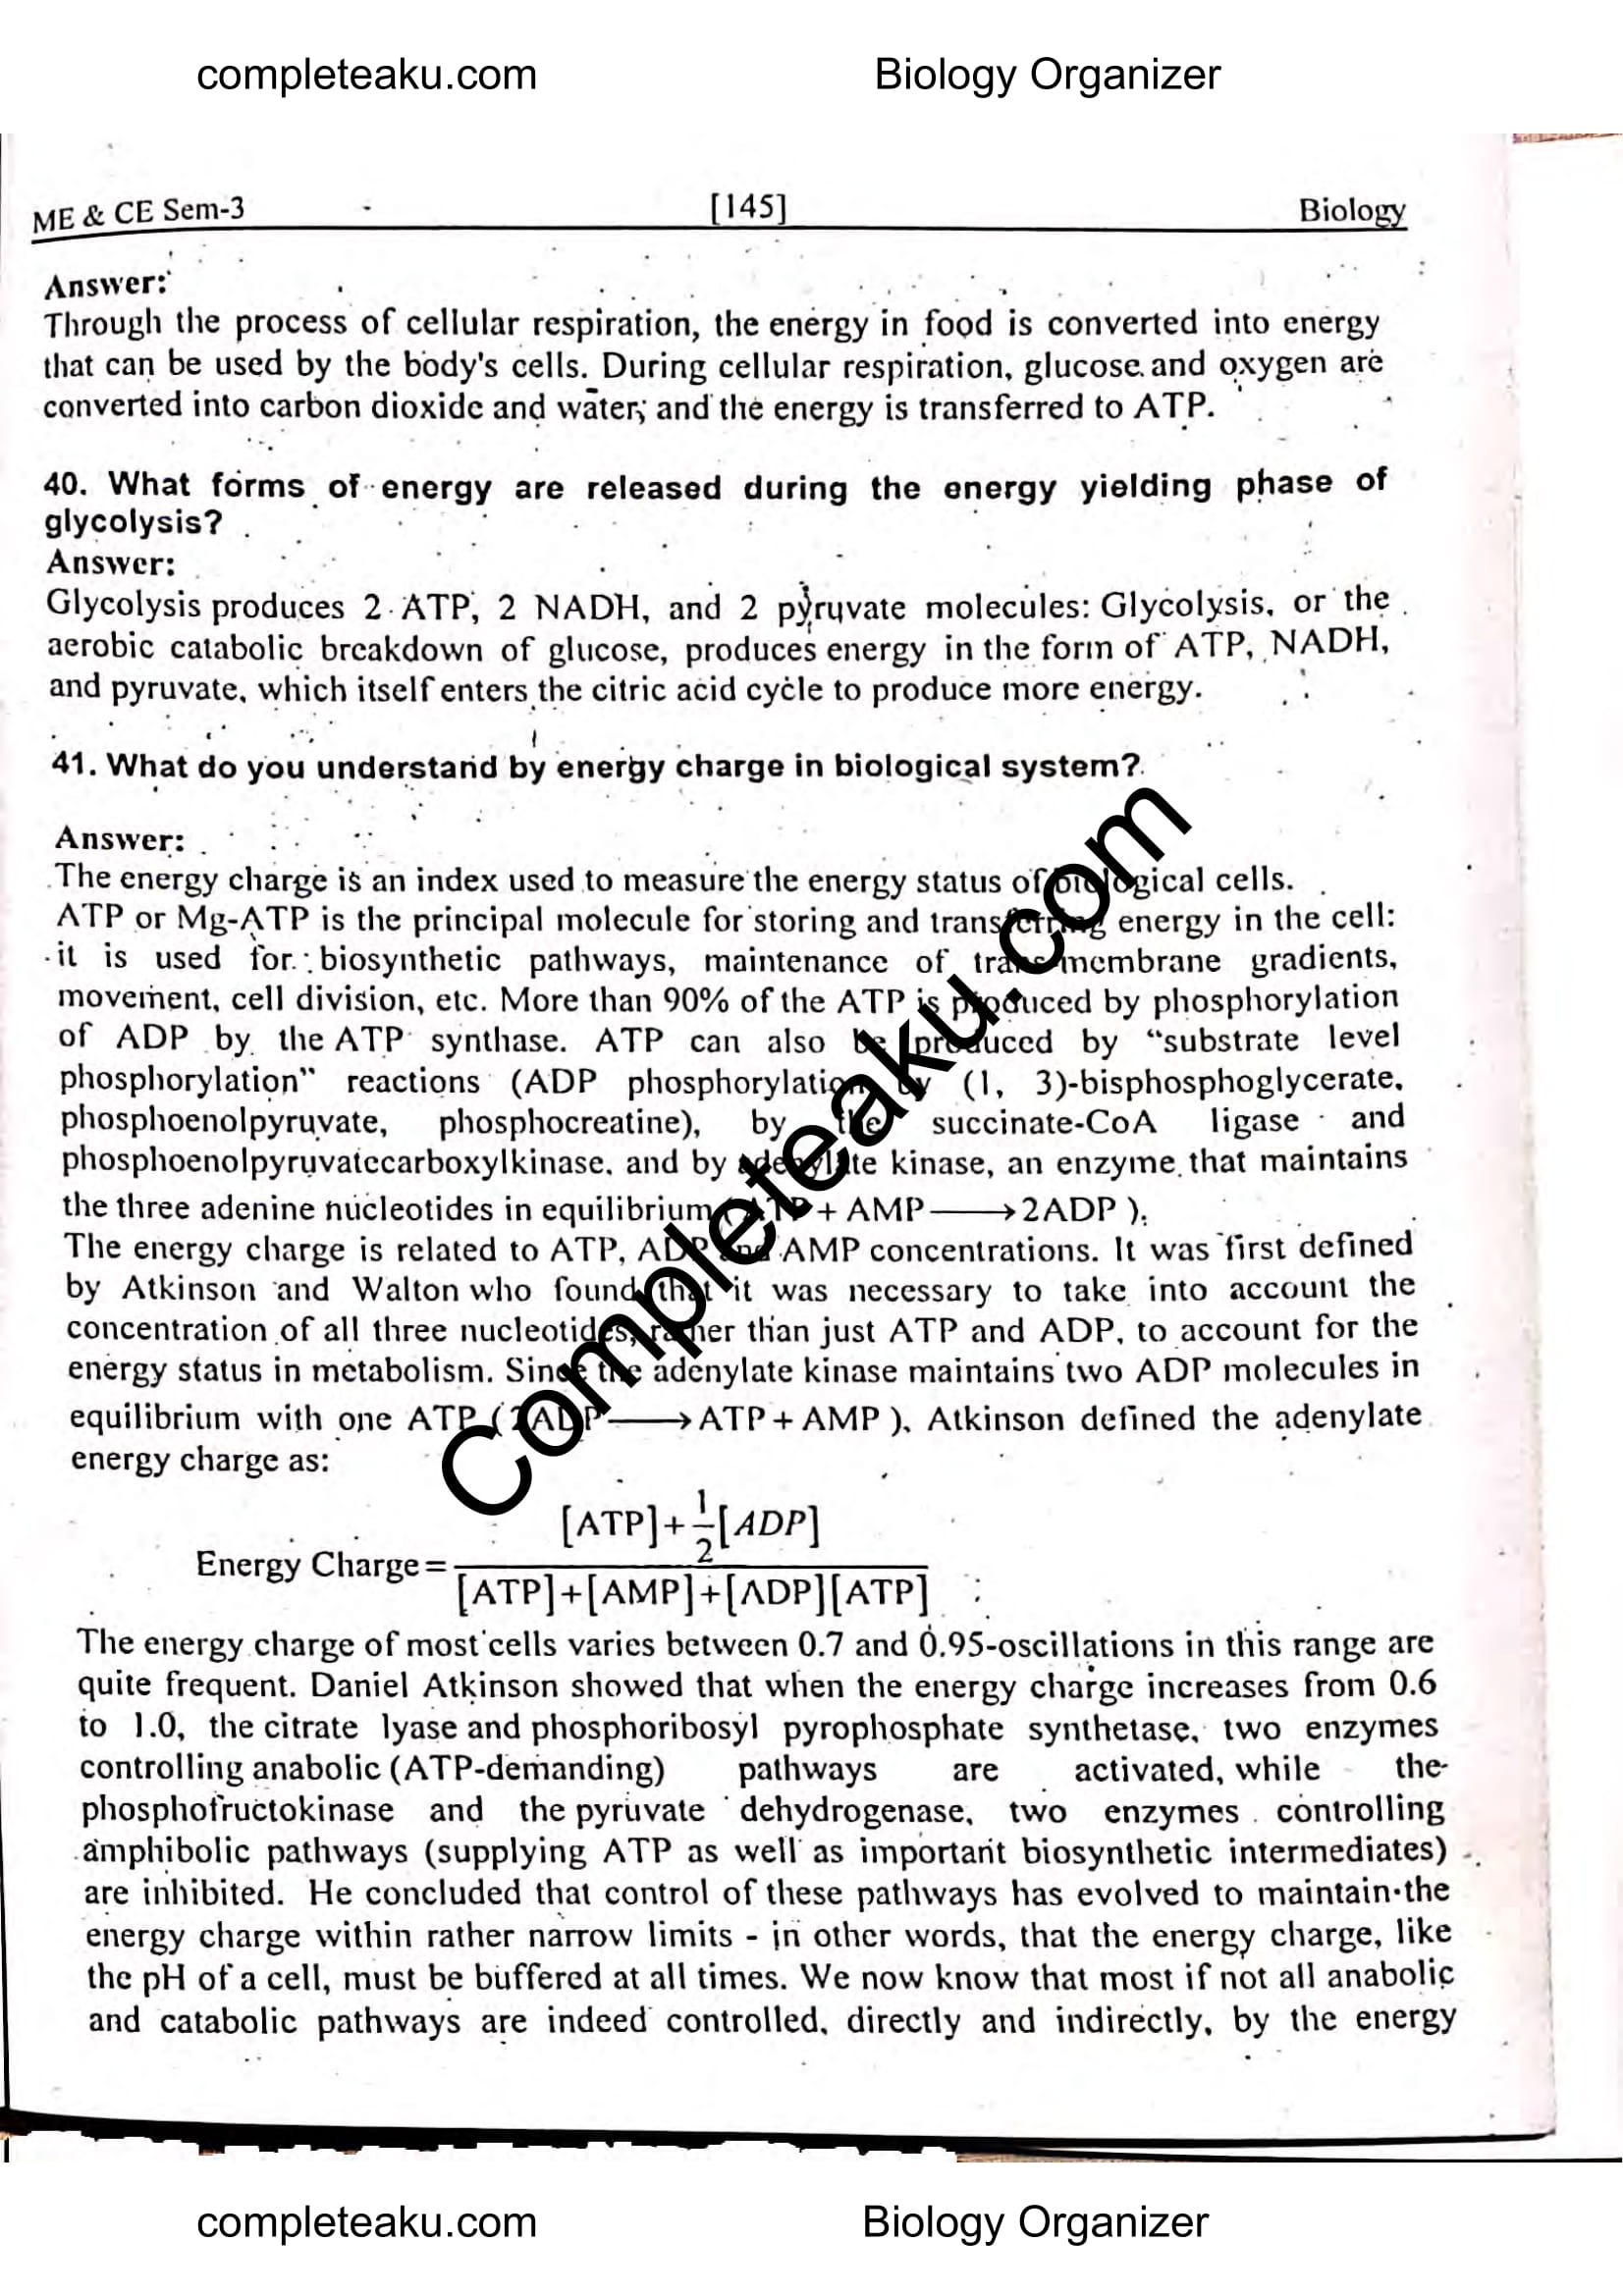 completeaku.com Biology Organizer
ME & CE Sem-3 [145] Biology
Answer:
Through the process of cellular respiration, the energy in food is converted into energy
that can be used by the body's cells. During cellular respiration, glucose and oxygen are
converted into carbon dioxide and water, and the energy is transferred to ATP.
40. What forms of energy are released during the energy yielding phase of
glycolysis?
Answer:
Glycolysis produces 2 ATP, 2 NADH, and 2 pyruvate molecules: Glycolysis, or the
aerobic catabolic breakdown of glucose, produces energy in the form of ATP, NADH,
and pyruvate, which itself enters the citric acid cycle to produce more energy.
41. What do you understand by energy charge in biological system?
Answer:
The energy charge is an index used to measure the energy status of biological cells.
ATP or Mg-ATP is the principal molecule for storing and transferring energy in the cell:
it is used for: biosynthetic pathways, maintenance of trans-membrane gradients,
movement, cell division, etc. More than 90% of the ATP is produced by phosphorylation
of ADP by the ATP synthase. ATP can also be produced by “substrate level
phosphorylation” reactions (ADP phosphorylation by (1, 3)-bisphosphoglycerate,
phosphoenolpyruvate, phosphocreatine), by the succinate-CoA ligase and
phosphoenolpyruvatecarboxylkinase, and by adenylate kinase, an enzyme that maintains
the three adenine nucleotides in equilibrium (ATP + AMP ⟶ 2ADP ).
The energy charge is related to ATP, ADP and AMP concentrations. It was first defined
by Atkinson and Walton who found that it was necessary to take into account the
concentration of all three nucleotides, rather than just ATP and ADP, to account for the
energy status in metabolism. Since the adenylate kinase maintains two ADP molecules in
equilibrium with one ATP ( 2ADP ⟶ ATP + AMP ), Atkinson defined the adenylate
energy charge as:
[ATP]+1/2[ADP]
Energy Charge=
[ATP]+[AMP]+[ADP][ATP]
The energy charge of most cells varies between 0.7 and 0.95-oscillations in this range are
quite frequent. Daniel Atkinson showed that when the energy charge increases from 0.6
to 1.0, the citrate lyase and phosphoribosyl pyrophosphate synthetase, two enzymes
controlling anabolic (ATP-demanding) pathways are activated, while the
phosphofructokinase and the pyruvate dehydrogenase, two enzymes controlling
amphibolic pathways (supplying ATP as well as important biosynthetic intermediates)
are inhibited. He concluded that control of these pathways has evolved to maintain the
energy charge within rather narrow limits - in other words, that the energy charge, like
the pH of a cell, must be buffered at all times. We now know that most if not all anabolic
and catabolic pathways are indeed controlled, directly and indirectly, by the energy
Completeaku.com
completeaku.com Biology Organizer